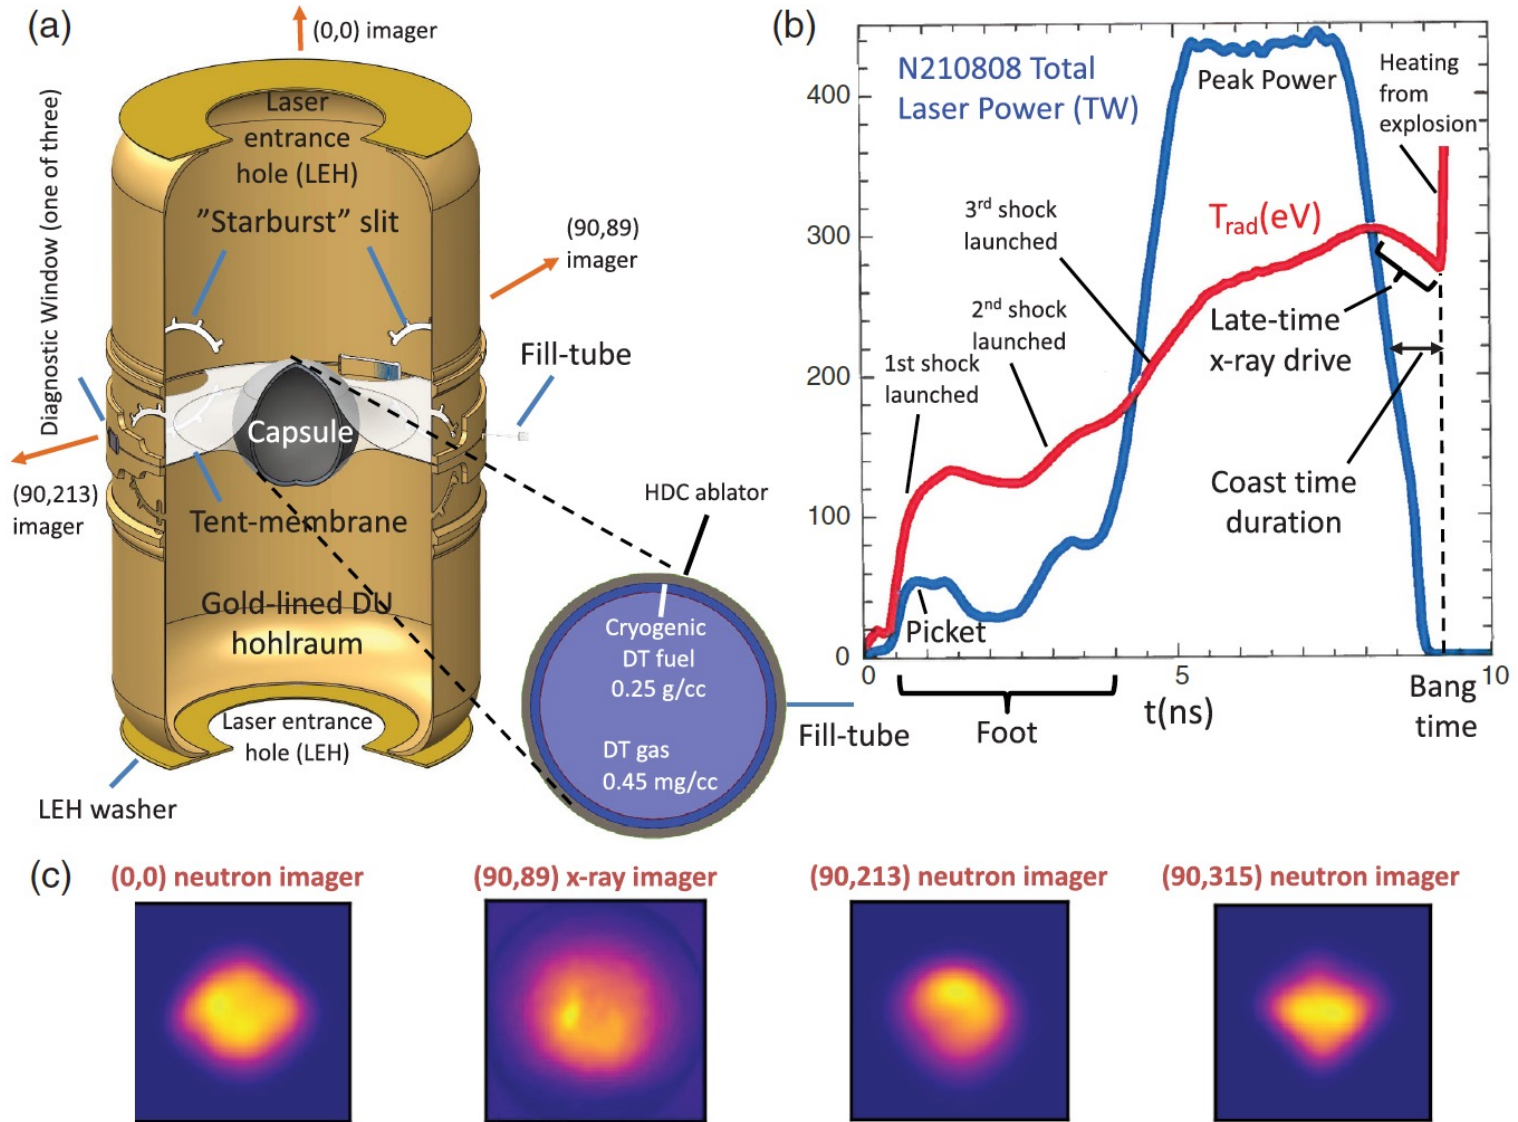 (a)
(0,0) imager
Laser
entrance
hole (LEH)
”Starburst” slit
Diagnostic Window (one of three)
(90,89)
imager
Fill-tube
Capsule
(90,213)
imager
Tent-membrane
HDC ablator
Gold-lined DU
hohlraum
Cryogenic
DT fuel
0.25 g/cc
DT gas
0.45 mg/cc
Fill-tube
Laser entrance
hole (LEH)
LEH washer
(b)
N210808 Total
Laser Power (TW)
Peak Power
Heating
from
explosion
3rd shock
launched
Trad(eV)
2nd shock
launched
1st shock
launched
Late-time
x-ray drive
Coast time
duration
Picket
400
300
200
100
0
0
5
10
t(ns)
Foot
Bang
time
(c)
(0,0) neutron imager
(90,89) x-ray imager
(90,213) neutron imager
(90,315) neutron imager